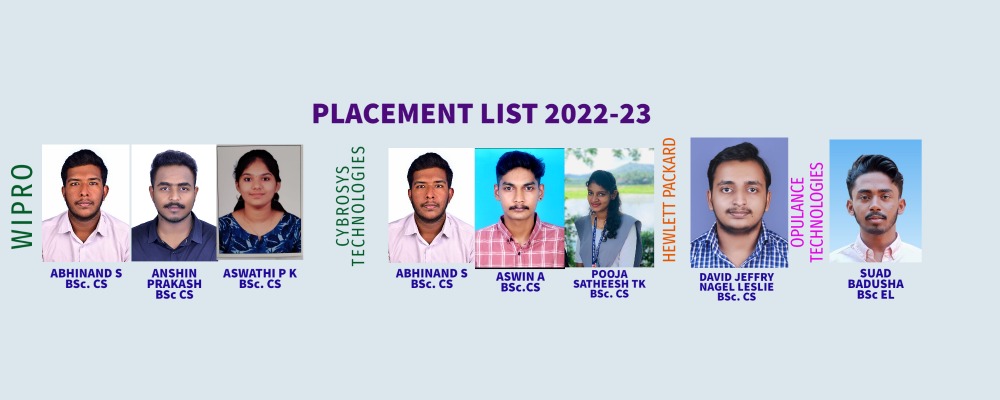 PLACEMENT LIST 2022-23
WIPRO
ABHINAND S
BSc. CS
ANSHIN
PRAKASH
BSc CS
ASWATHI P K
BSc. CS
CYBROSYS
TECHNOLOGIES
ABHINAND S
BSc. CS
ASWIN A
BSc.CS
POOJA
SATHEESH TK
BSc. CS
HEWLETT PACKARD
DAVID JEFFRY
NAGEL LESLIE
BSc. CS
OPULANCE
TECHNOLOGIES
SUAD
BADUSHA
BSc EL